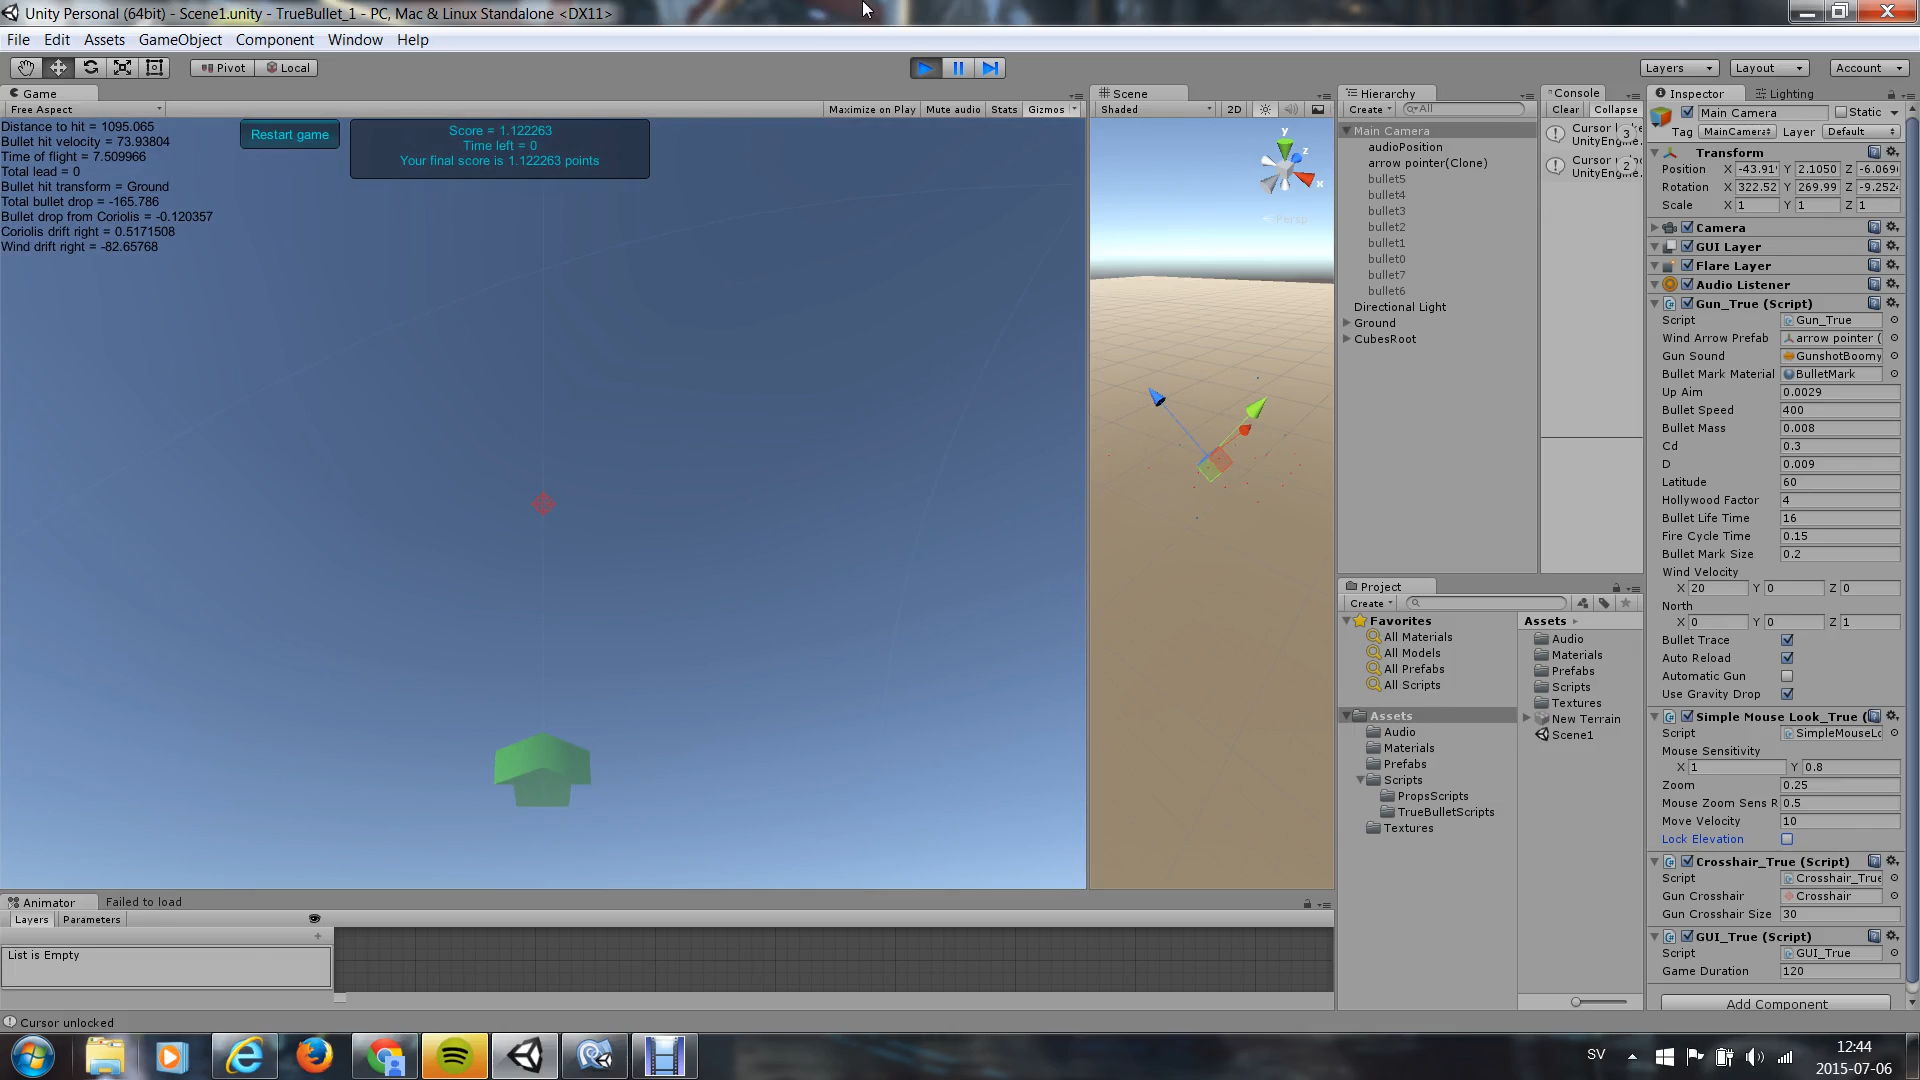 Unity Personal (64bit) - Scene1.unity - TrueBullet_1 - PC, Mac & Linux Standalone <DX11>
File Edit Assets GameObject Component Window Help
Pivot Local
Layers Layout Account
Game
Free Aspect
Maximize on Play Mute audio Stats Gizmos
Distance to hit = 1095.065
Bullet hit velocity = 73.93804
Time of flight = 7.509966
Total lead = 0
Bullet hit transform = Ground
Total bullet drop = -165.786
Bullet drop from Coriolis = -0.120357
Coriolis drift right = 0.5171508
Wind drift right = -82.65768
Restart game
Score = 1.122263
Time left = 0
Your final score is 1.122263 points
Scene
Shaded 2D
y
z
x
Persp
Hierarchy
Create All
Main Camera
audioPosition
arrow pointer(Clone)
bullet5
bullet4
bullet3
bullet2
bullet1
bullet0
bullet7
bullet6
Directional Light
Ground
CubesRoot
Console
Clear Collapse
Cursor 3
UnityEngine.
Cursor 2
UnityEngine.
Project
Create
Favorites
All Materials
All Models
All Prefabs
All Scripts
Assets
Audio
Materials
Prefabs
Scripts
PropsScripts
TrueBulletScripts
Textures
Assets
Audio
Materials
Prefabs
Scripts
Textures
New Terrain
Scene1
Inspector Lighting
Main Camera Static
Tag MainCamera Layer Default
Transform
Position X -43.91 Y 2.1050 Z -6.069
Rotation X 322.52 Y 269.99 Z -9.252
Scale X 1 Y 1 Z 1
Camera
GUI Layer
Flare Layer
Audio Listener
Gun_True (Script)
Script Gun_True
Wind Arrow Prefab arrow pointer (
Gun Sound GunshotBoomy
Bullet Mark Material BulletMark
Up Aim 0.0029
Bullet Speed 400
Bullet Mass 0.008
Cd 0.3
D 0.009
Latitude 60
Hollywood Factor 4
Bullet Life Time 16
Fire Cycle Time 0.15
Bullet Mark Size 0.2
Wind Velocity
X 20 Y 0 Z 0
North
X 0 Y 0 Z 1
Bullet Trace
Auto Reload
Automatic Gun
Use Gravity Drop
Simple Mouse Look_True (
Script SimpleMouseLo
Mouse Sensitivity
X 1 Y 0.8
Zoom 0.25
Mouse Zoom Sens R 0.5
Move Velocity 10
Lock Elevation
Crosshair_True (Script)
Script Crosshair_True
Gun Crosshair Crosshair
Gun Crosshair Size 30
GUI_True (Script)
Script GUI_True
Game Duration 120
Add Component
Animator Failed to load
Layers Parameters
List is Empty
Cursor unlocked
SV
12:44
2015-07-06